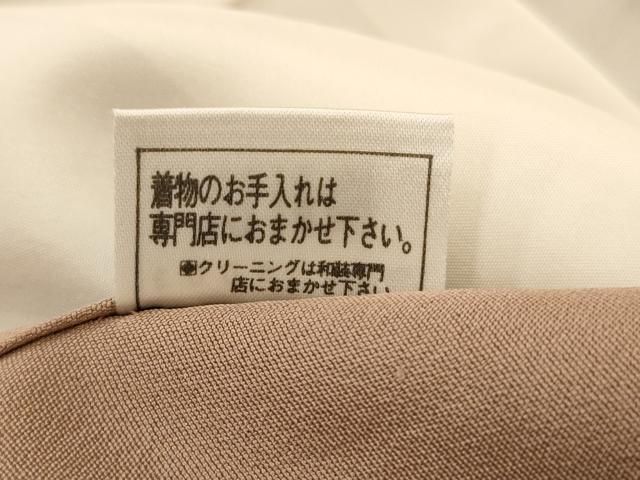 着物のお手入れは
専門店におまかせ下さい。
クリーニングは和装専門
店におまかせ下さい